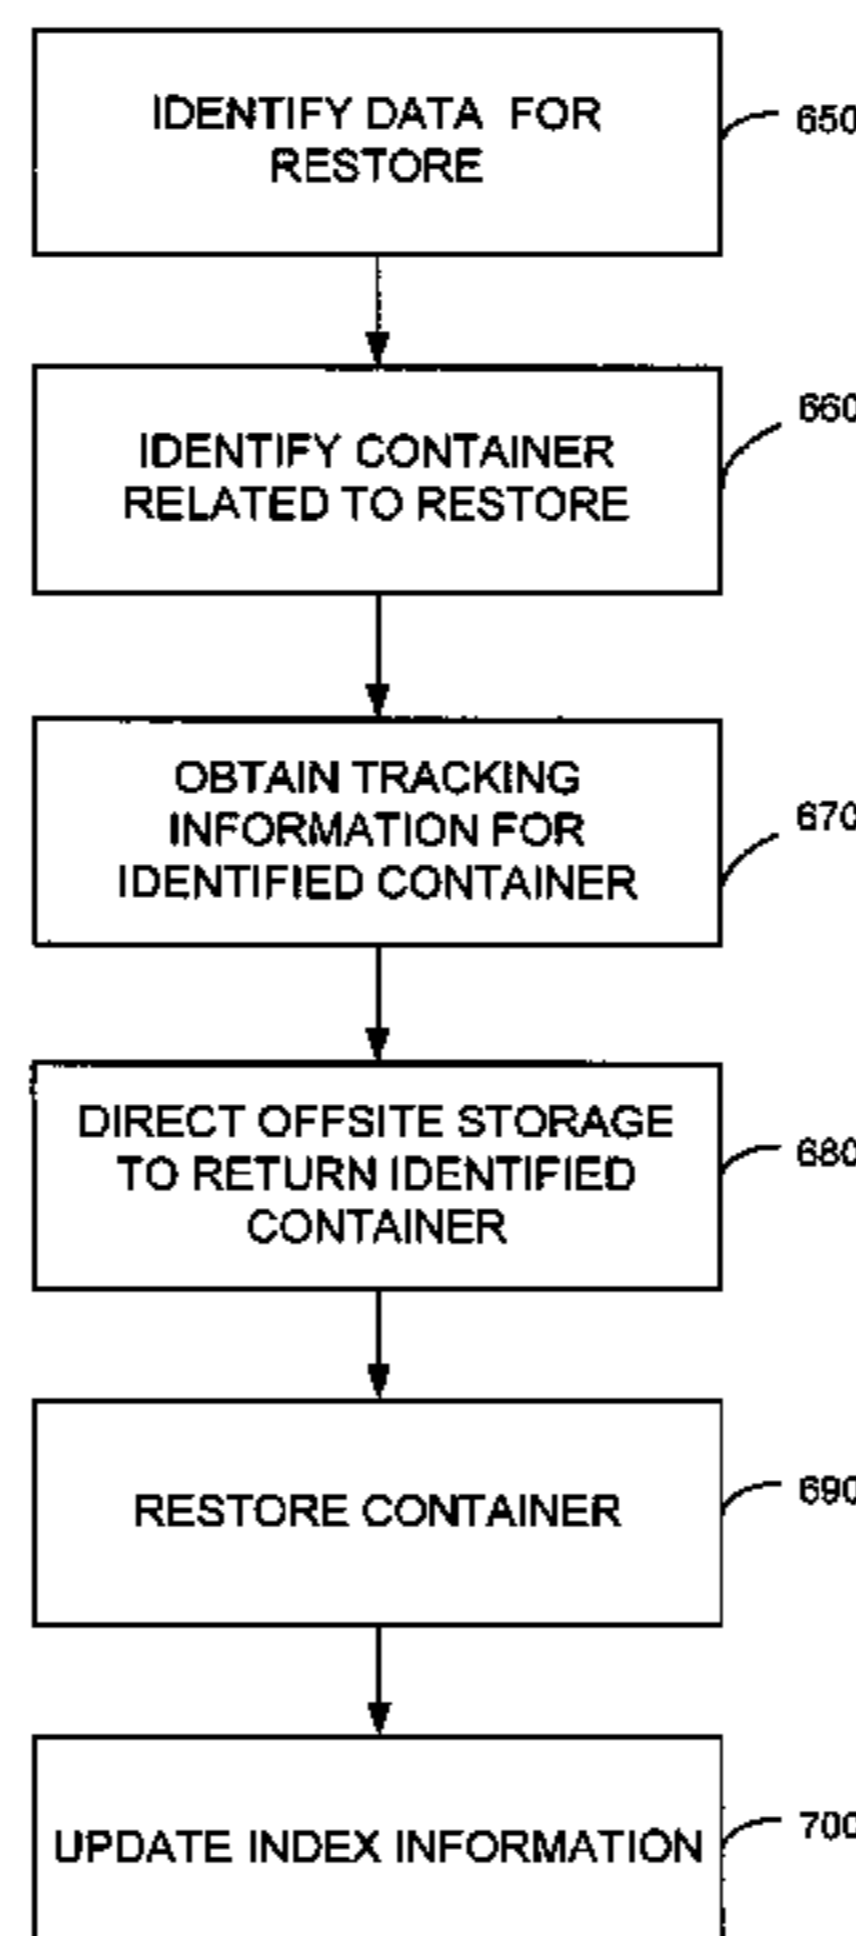 IDENTIFY DATA FOR
RESTORE
650
IDENTIFY CONTAINER
RELATED TO RESTORE
660
OBTAIN TRACKING
INFORMATION FOR
IDENTIFIED CONTAINER
670
DIRECT OFFSITE STORAGE
TO RETURN IDENTIFIED
CONTAINER
680
RESTORE CONTAINER
690
UPDATE INDEX INFORMATION
700